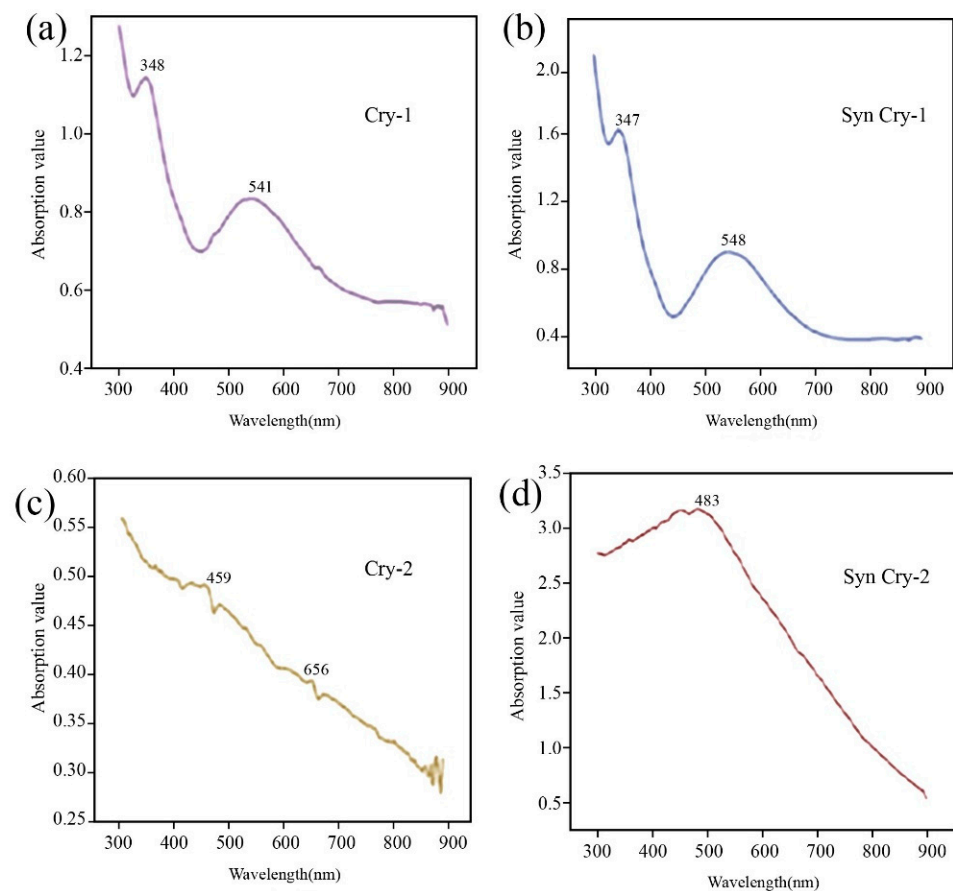 (a)
348
541
Cry-1
Absorption value
1.2
1.0
0.8
0.6
0.4
300 400 500 600 700 800 900
Wavelength(nm)
(b)
347
548
Syn Cry-1
Absorption value
2.0
1.6
1.2
0.8
0.4
300 400 500 600 700 800 900
Wavelength(nm)
(c)
459
656
Cry-2
Absorption value
0.60
0.55
0.50
0.45
0.40
0.35
0.30
0.25
300 400 500 600 700 800 900
Wavelength(nm)
(d)
483
Syn Cry-2
Absorption value
3.5
3.0
2.5
2.0
1.5
1.0
0.5
300 400 500 600 700 800 900
Wavelength(nm)